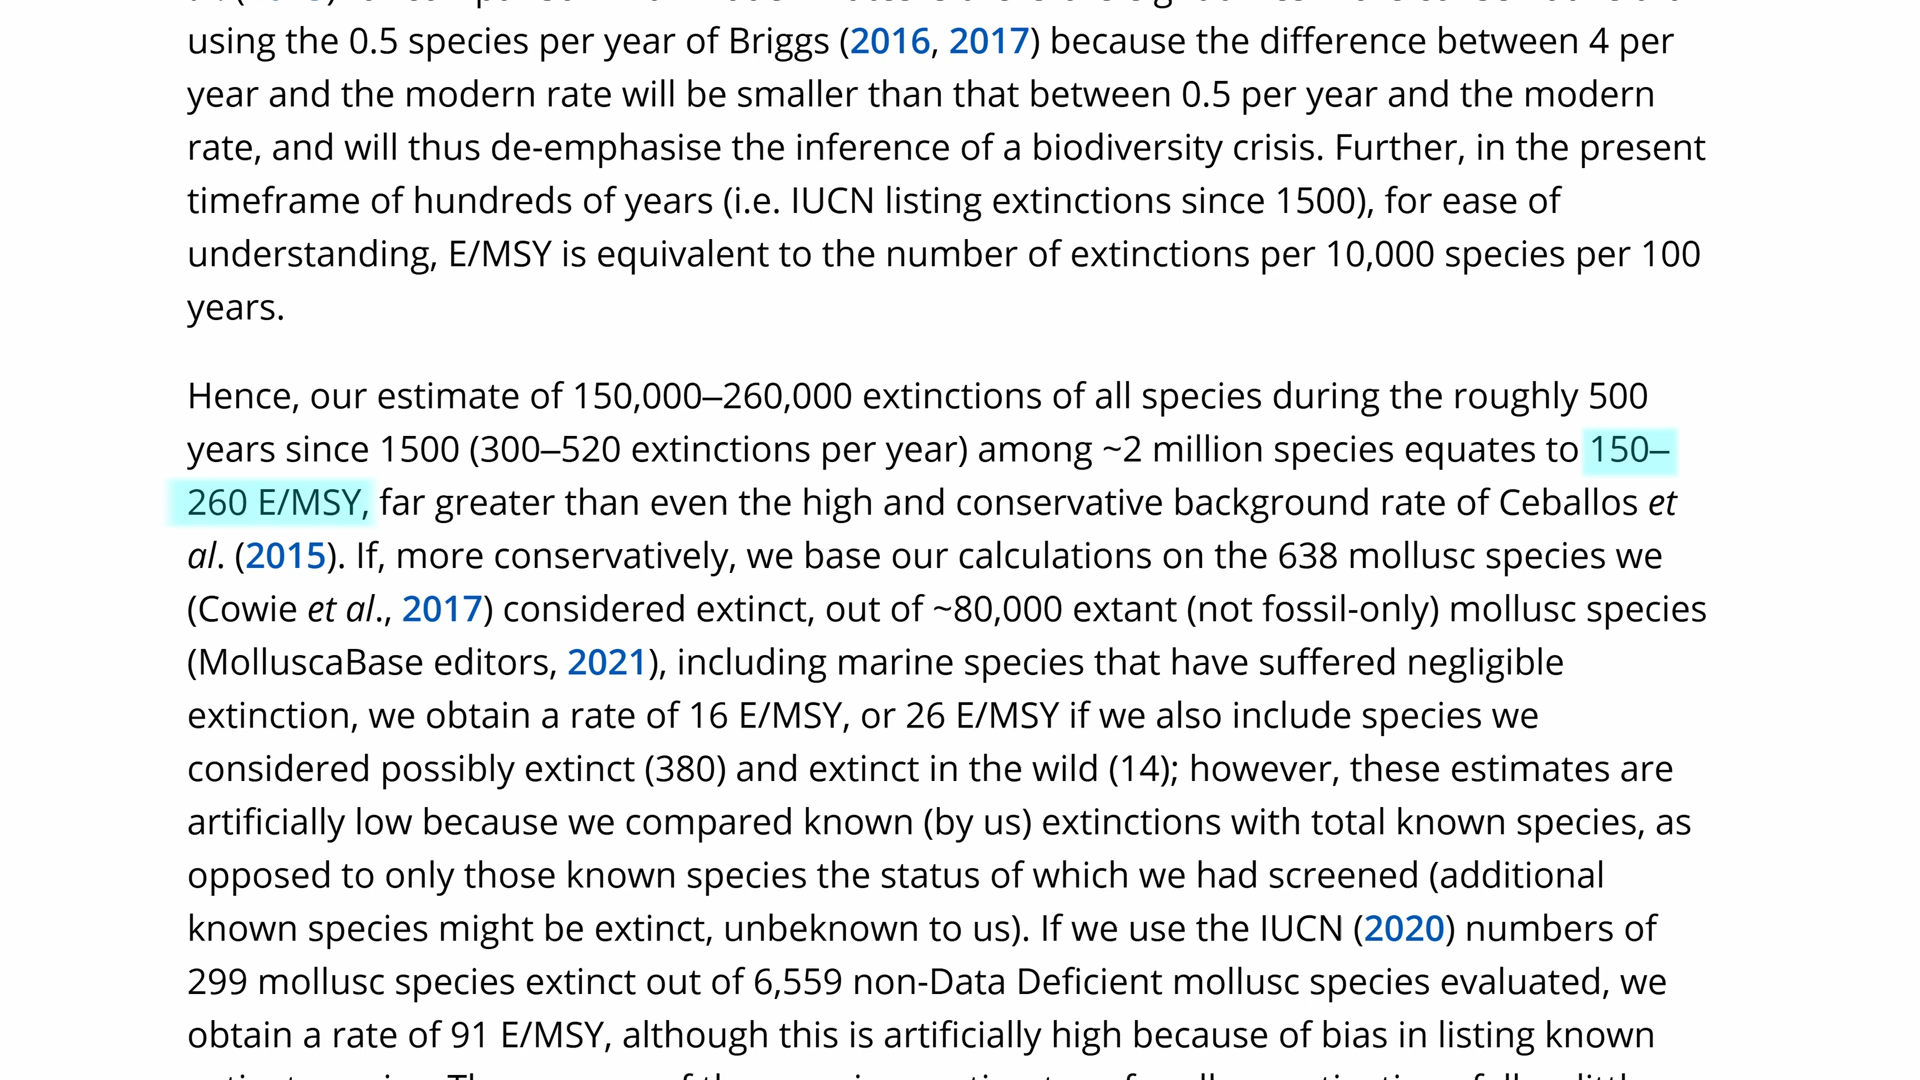 using the 0.5 species per year of Briggs (2016, 2017) because the difference between 4 per
year and the modern rate will be smaller than that between 0.5 per year and the modern
rate, and will thus de-emphasise the inference of a biodiversity crisis. Further, in the present
timeframe of hundreds of years (i.e. IUCN listing extinctions since 1500), for ease of
understanding, E/MSY is equivalent to the number of extinctions per 10,000 species per 100
years.
Hence, our estimate of 150,000–260,000 extinctions of all species during the roughly 500
years since 1500 (300–520 extinctions per year) among ~2 million species equates to 150–
260 E/MSY, far greater than even the high and conservative background rate of Ceballos et
al. (2015). If, more conservatively, we base our calculations on the 638 mollusc species we
(Cowie et al., 2017) considered extinct, out of ~80,000 extant (not fossil-only) mollusc species
(MolluscaBase editors, 2021), including marine species that have suffered negligible
extinction, we obtain a rate of 16 E/MSY, or 26 E/MSY if we also include species we
considered possibly extinct (380) and extinct in the wild (14); however, these estimates are
artificially low because we compared known (by us) extinctions with total known species, as
opposed to only those known species the status of which we had screened (additional
known species might be extinct, unbeknown to us). If we use the IUCN (2020) numbers of
299 mollusc species extinct out of 6,559 non-Data Deficient mollusc species evaluated, we
obtain a rate of 91 E/MSY, although this is artificially high because of bias in listing known